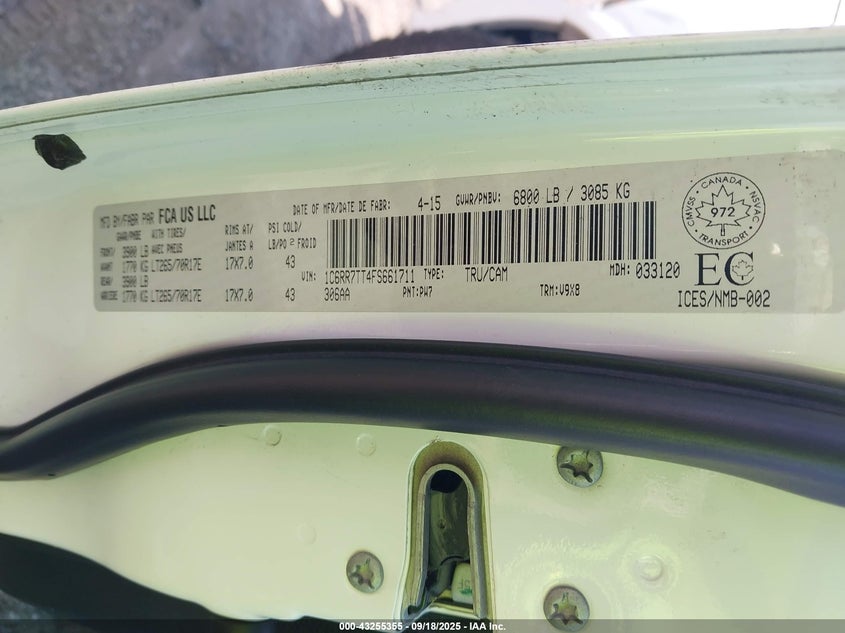 MFD BY/FABR PAR FCA US LLC
DATE OF MFR/DATE DE FABR: 4-15 GVWR/PNBV: 6800 LB / 3085 KG
GWWR/PNBE WITH TIRES/ RIMS AT/ PSI COLD/
AVEC PNEUS JANTES A LB/PO2 FROID
FRONT/ 3900 LB
AVANT 1770 KG LT265/70R17E 17X7.0 43
REAR/ 3900 LB
ARRIERE 1770 KG LT265/70R17E 17X7.0 43
VIN: 1C6RR7TT4FS661711 TYPE: TRU/CAM MDH: 033120
306AA PNT:PW7 TRM:V9X8
CANADA
CMVSS 972 NSVAC
TRANSPORT
EC
ICES/NMB-002
000-43255355 - 09/18/2025 - IAA Inc.